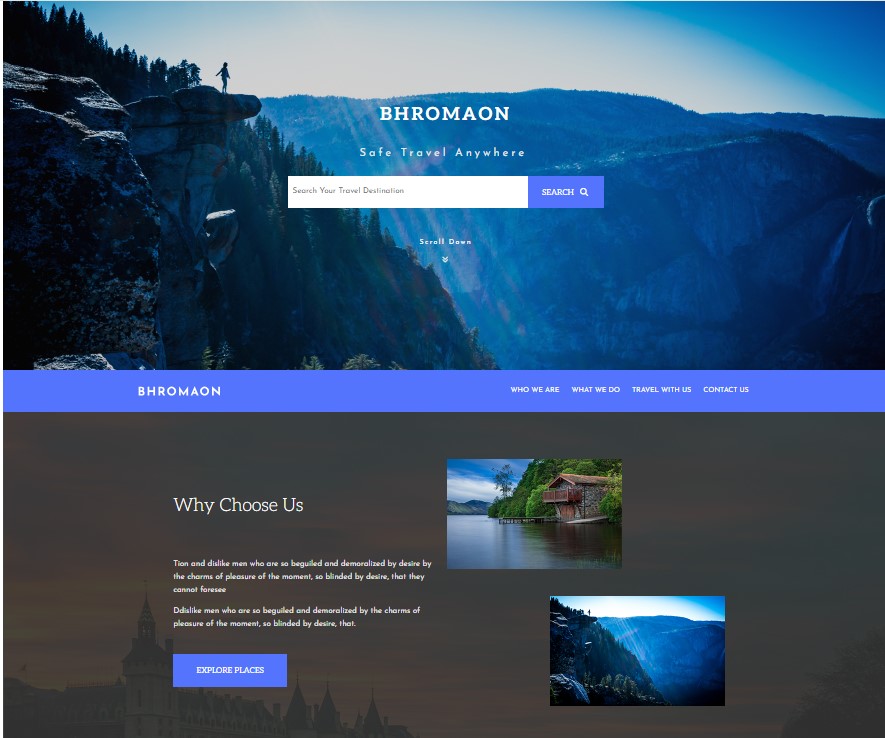 BHROMAON
Safe Travel Anywhere
Search Your Travel Destination
SEARCH
Scroll Down
BHROMAON
WHO WE ARE WHAT WE DO TRAVEL WITH US CONTACT US
Why Choose Us
Tion and dislike men who are so beguiled and demoralized by desire by
the charms of pleasure of the moment, so blinded by desire, that they
cannot foresee
Ddislike men who are so beguiled and demoralized by the charms of
pleasure of the moment, so blinded by desire, that.
EXPLORE PLACES